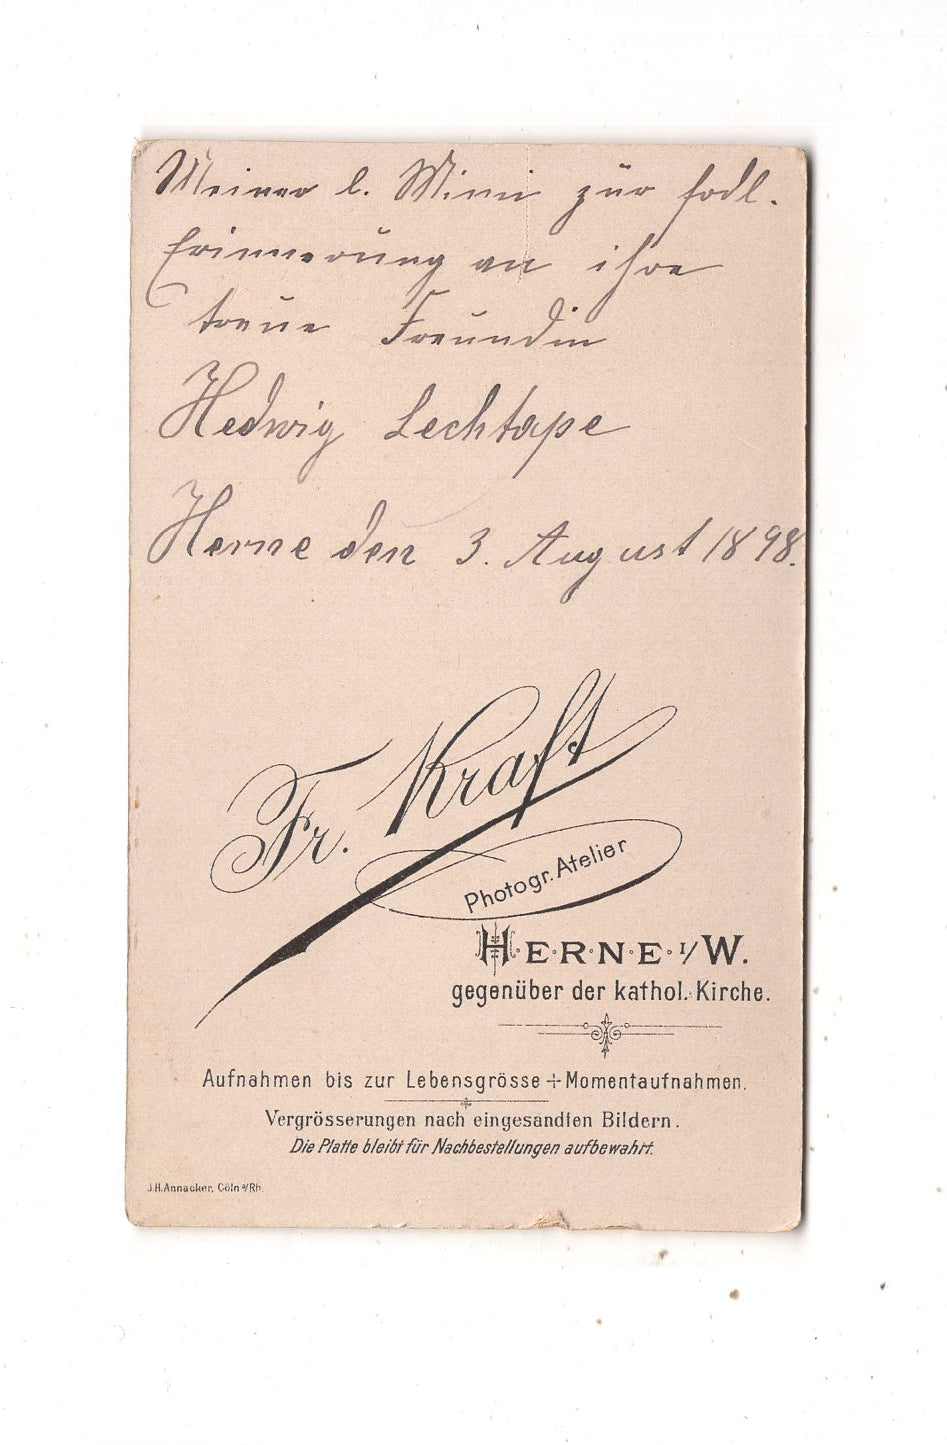 Meiner l. Mimi zur frdl.
Erinnerung an ihre
treue Freundin
Hedwig Lechtape
Herne den 3. August 1898.
Fr. Kraft
Photogr. Atelier
HERNE i/W.
gegenüber der kathol. Kirche.
Aufnahmen bis zur Lebensgrösse + Momentaufnahmen.
Vergrösserungen nach eingesandten Bildern.
Die Platte bleibt für Nachbestellungen aufbewahrt.
J.H.Annacker, Cöln a/Rh.